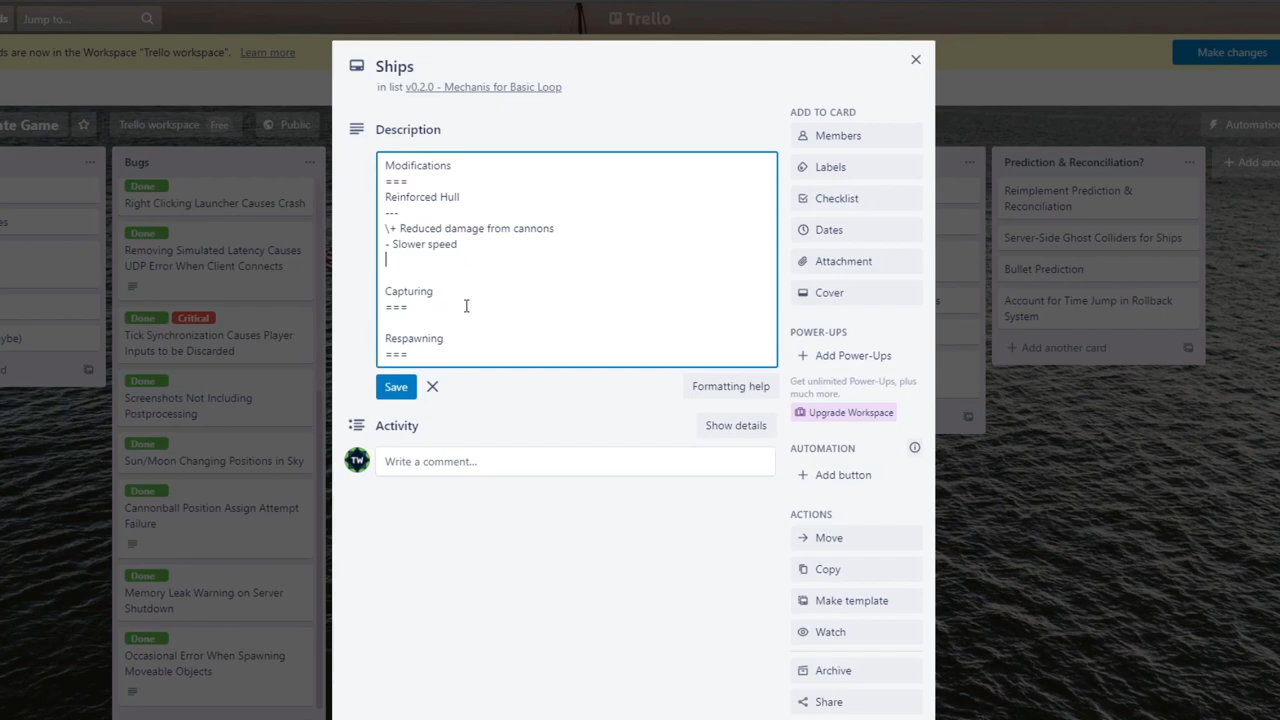 Jump to...
Trello
ds are now in the Workspace "Trello workspace". Learn more
Make changes
ate Game
Trello workspace Free
Public
Automation
Bugs
Done
Right Clicking Launcher Causes Crash
Done
Removing Simulated Latency Causes
UDP Error When Client Connects
Done Critical
Tick Synchronization Causes Player
Inputs to be Discarded
Done
Screenshots Not Including
Postprocessing
Done
Sun/Moon Changing Positions in Sky
Done
Cannonball Position Assign Attempt
Failure
Done
Memory Leak Warning on Server
Shutdown
Done
Occasional Error When Spawning
Moveable Objects
Ships
in list v0.2.0 - Mechanis for Basic Loop
Description
Modifications
===
Reinforced Hull
---
\+ Reduced damage from cannons
- Slower speed
Capturing
===
Respawning
===
Save
Formatting help
Activity
Show details
TW
Write a comment...
ADD TO CARD
Members
Labels
Checklist
Dates
Attachment
Cover
POWER-UPS
+ Add Power-Ups
Get unlimited Power-Ups, plus
much more.
Upgrade Workspace
AUTOMATION
+ Add button
ACTIONS
Move
Copy
Make template
Watch
Archive
Share
Prediction & Reconciliation?
Reimplement Prediction &
Reconciliation
Server-Side Ghost Colliders for Ships
Bullet Prediction
Account for Time Jump in Rollback
System
+ Add another card
+ Add ano